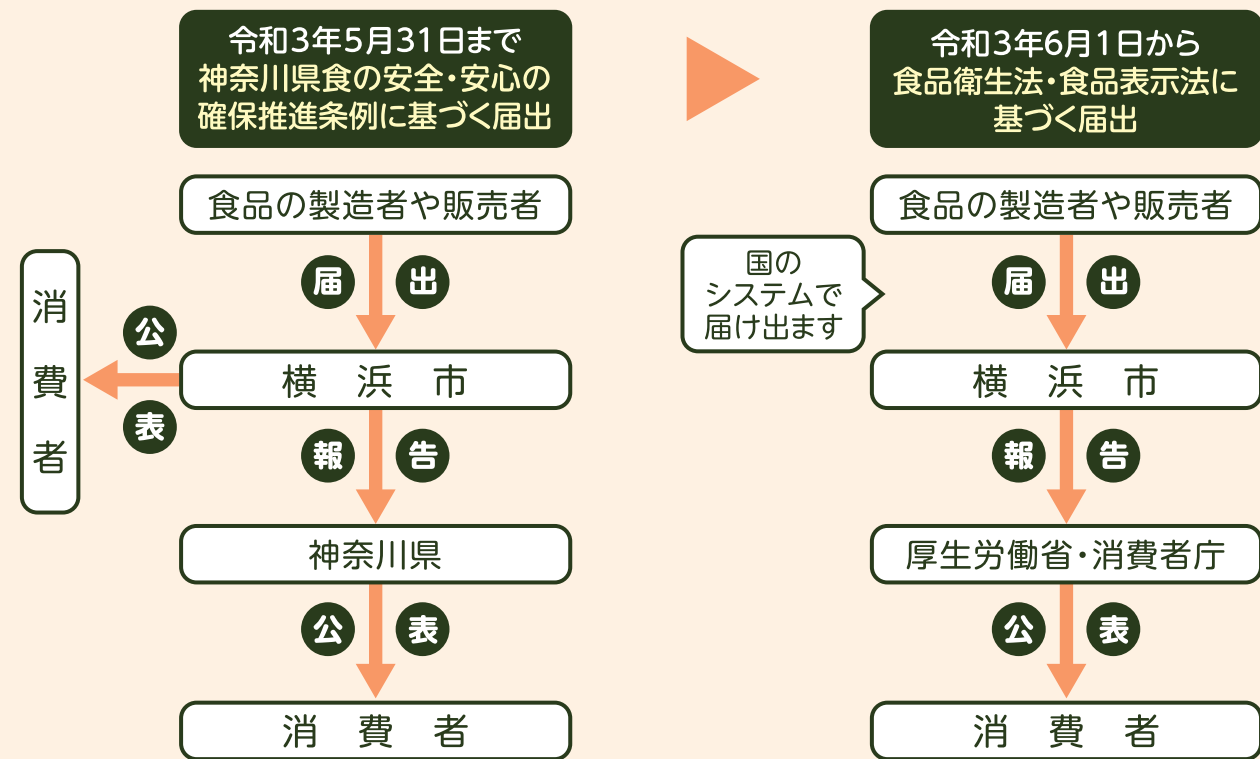 令和3年5月31日まで
神奈川県食の安全・安心の
確保推進条例に基づく届出
食品の製造者や販売者
届出
横浜市
公表
消費者
報告
神奈川県
公表
消費者
令和3年6月1日から
食品衛生法・食品表示法に
基づく届出
食品の製造者や販売者
国の
システムで
届け出ます
届出
横浜市
報告
厚生労働省・消費者庁
公表
消費者